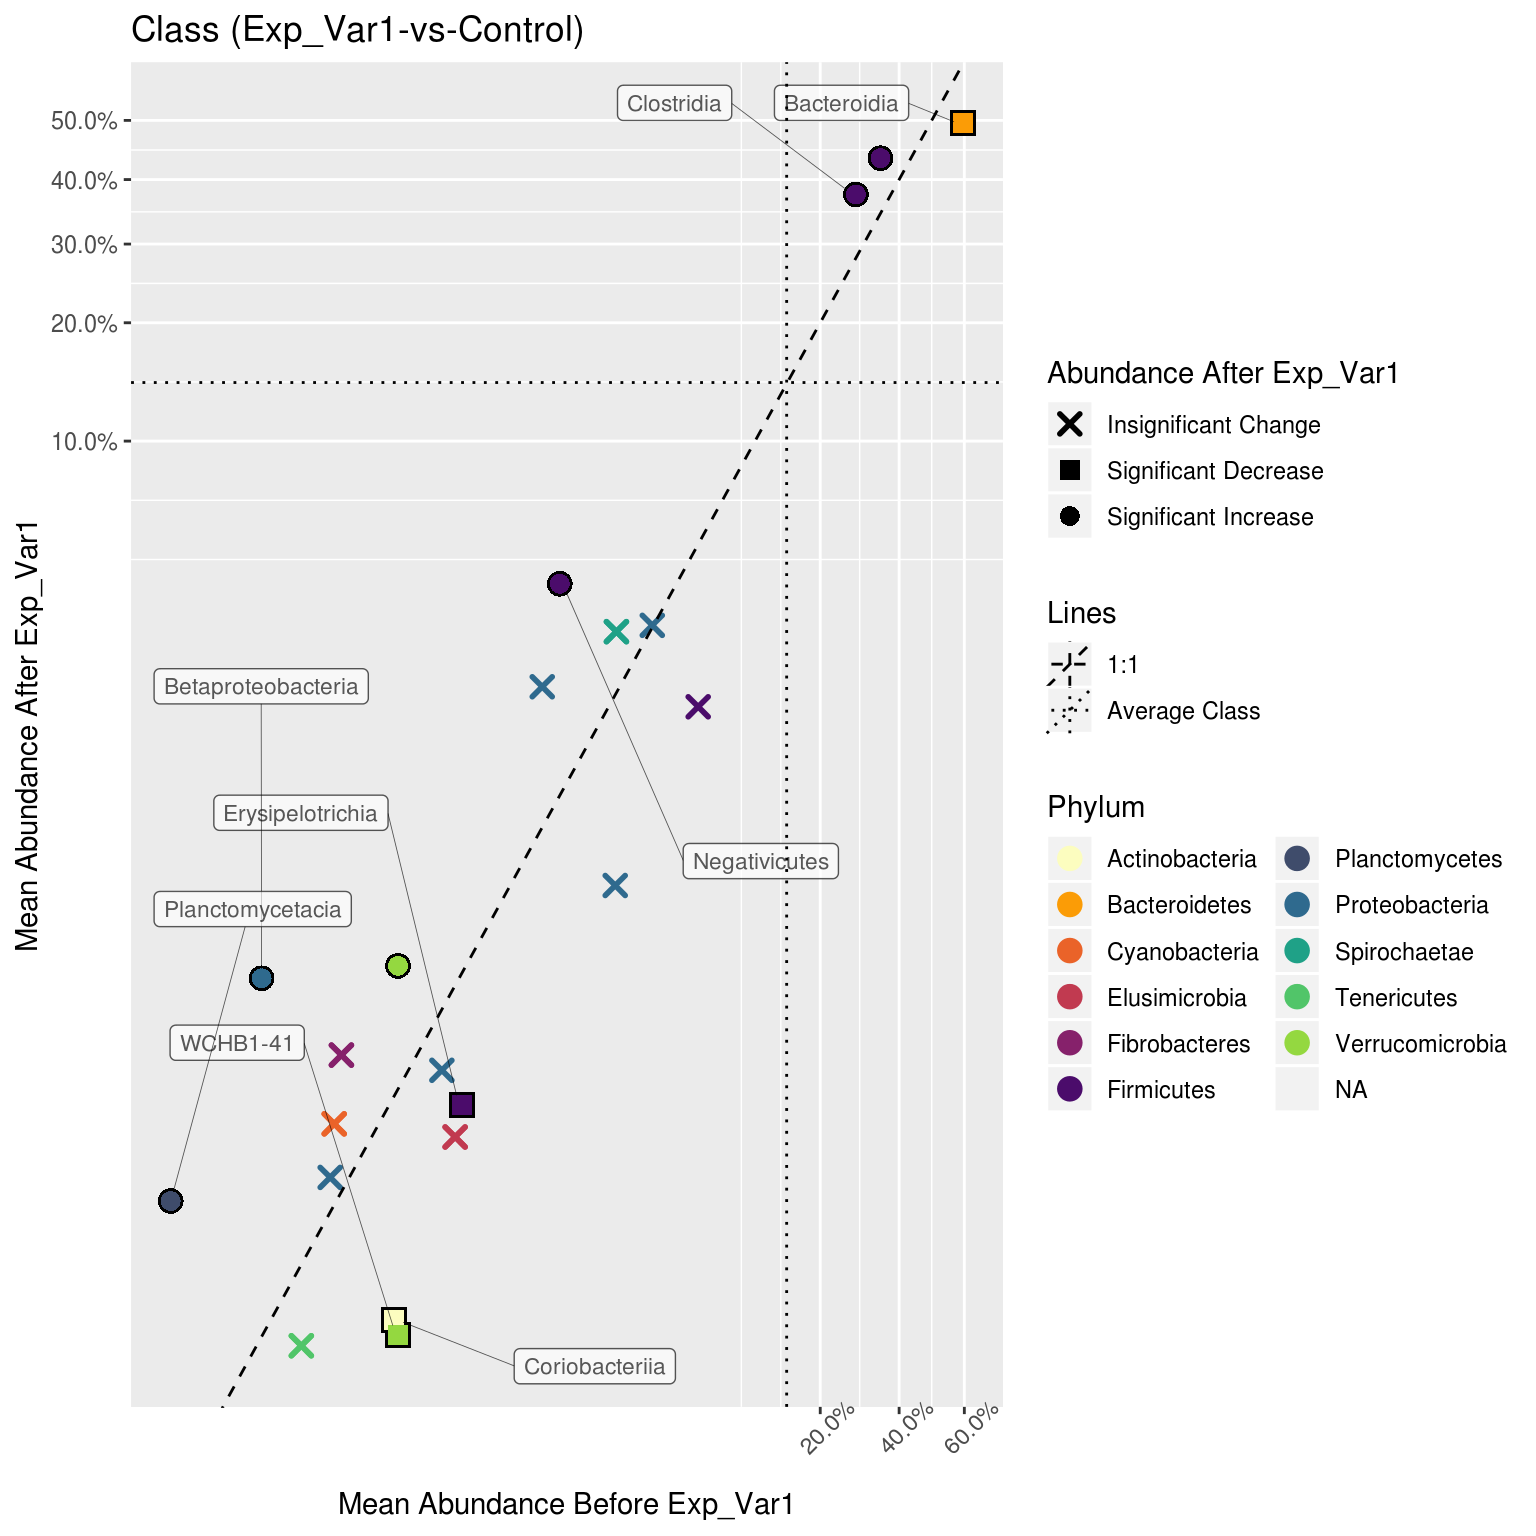 Class (Exp_Var1-vs-Control)
Clostridia
Bacteroidia
50.0%
40.0%
30.0%
20.0%
10.0%
Mean Abundance After Exp_Var1
Betaproteobacteria
Erysipelotrichia
Negativicutes
Planctomycetacia
WCHB1-41
Coriobacteriia
20.0%
40.0%
60.0%
Mean Abundance Before Exp_Var1
Abundance After Exp_Var1
Insignificant Change
Significant Decrease
Significant Increase
Lines
1:1
Average Class
Phylum
Actinobacteria
Bacteroidetes
Cyanobacteria
Elusimicrobia
Fibrobacteres
Firmicutes
Planctomycetes
Proteobacteria
Spirochaetae
Tenericutes
Verrucomicrobia
NA